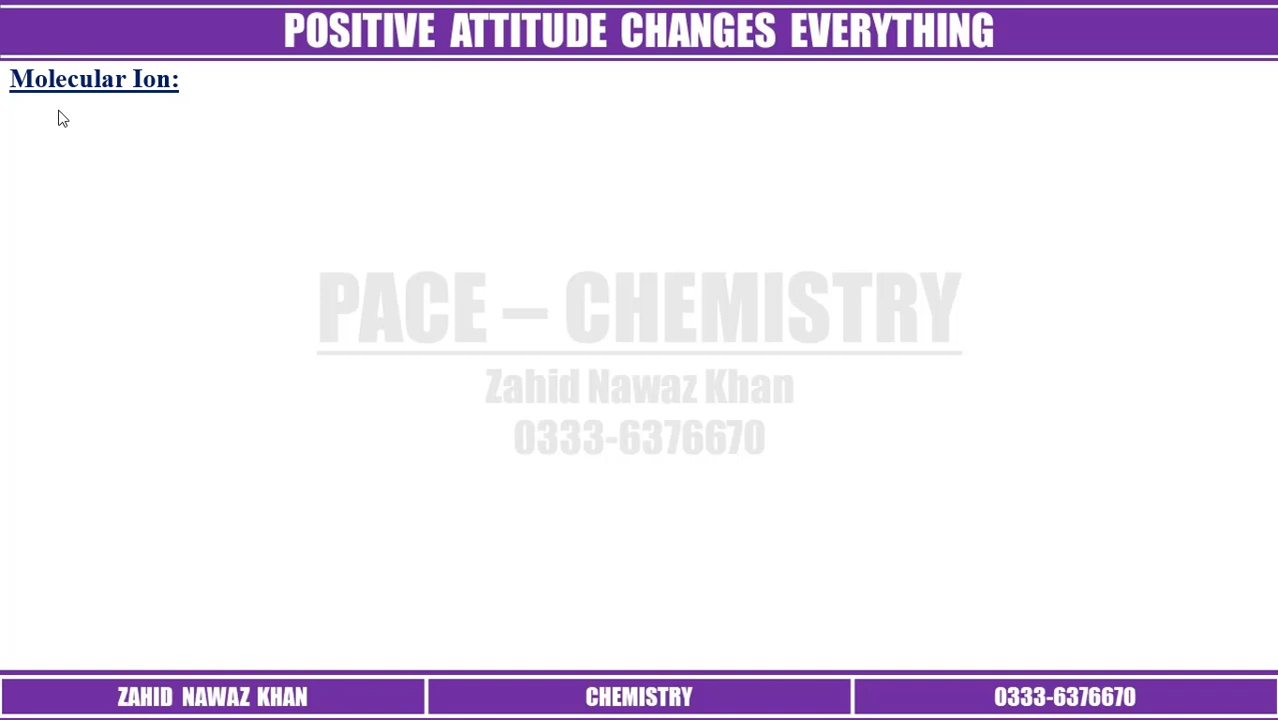 POSITIVE ATTITUDE CHANGES EVERYTHING
Molecular Ion:
PACE – CHEMISTRY
Zahid Nawaz Khan
0333-6376670
ZAHID NAWAZ KHAN
CHEMISTRY
0333-6376670